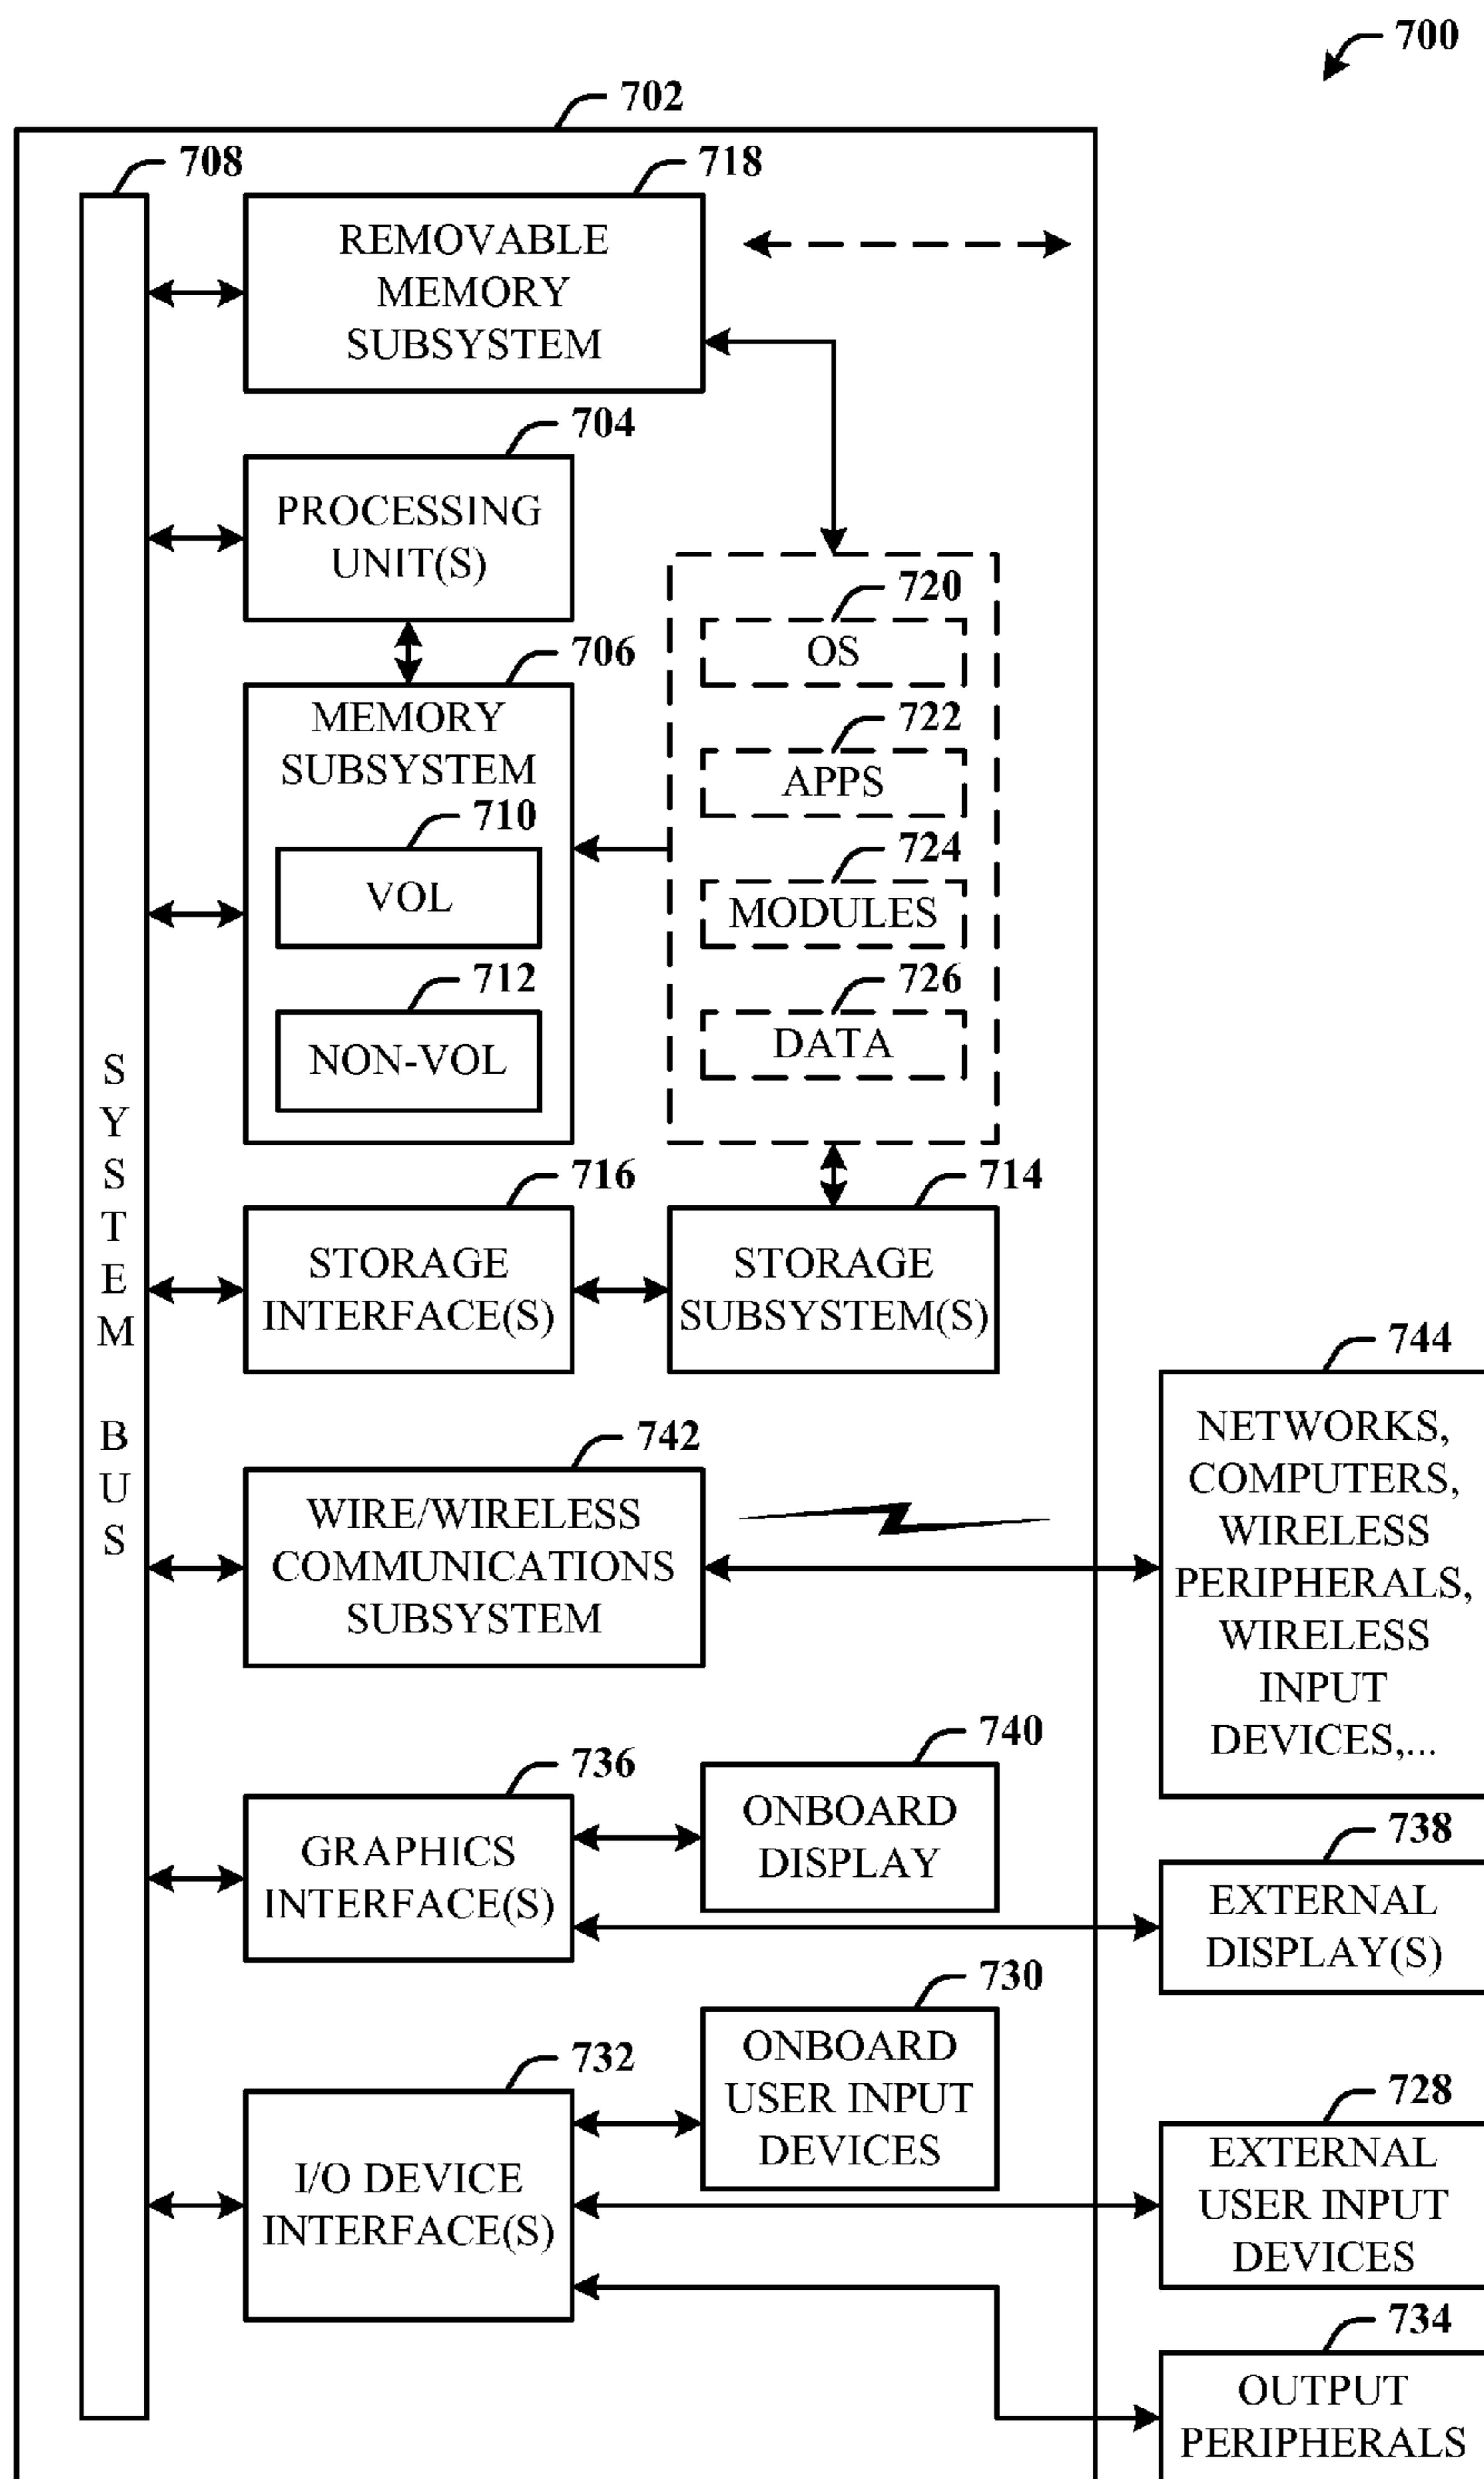 700
702
708
718
REMOVABLE
MEMORY
SUBSYSTEM
704
PROCESSING
UNIT(S)
706
MEMORY
SUBSYSTEM
710
VOL
712
NON-VOL
720
OS
722
APPS
724
MODULES
726
DATA
SYSTEM BUS
716
STORAGE
INTERFACE(S)
714
STORAGE
SUBSYSTEM(S)
742
WIRE/WIRELESS
COMMUNICATIONS
SUBSYSTEM
744
NETWORKS,
COMPUTERS,
WIRELESS
PERIPHERALS,
WIRELESS
INPUT
DEVICES,...
736
GRAPHICS
INTERFACE(S)
740
ONBOARD
DISPLAY
738
EXTERNAL
DISPLAY(S)
732
I/O DEVICE
INTERFACE(S)
730
ONBOARD
USER INPUT
DEVICES
728
EXTERNAL
USER INPUT
DEVICES
734
OUTPUT
PERIPHERALS